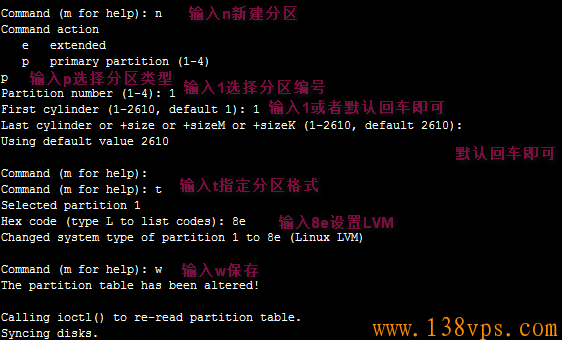 Command (m for help): n 输入n新建分区
Command action
e extended
p primary partition (1-4)
p 输入p选择分区类型
Partition number (1-4): 1 输入1选择分区编号
First cylinder (1-2610, default 1): 1 输入1或者默认回车即可
Last cylinder or +size or +sizeM or +sizeK (1-2610, default 2610):
Using default value 2610
默认回车即可
Command (m for help):
Command (m for help): t 输入t指定分区格式
Selected partition 1
Hex code (type L to list codes): 8e 输入8e设置LVM
Changed system type of partition 1 to 8e (Linux LVM)
Command (m for help): w 输入w保存
The partition table has been altered!
Calling ioctl() to re-read partition table.
Syncing disks.
www.138vps.com